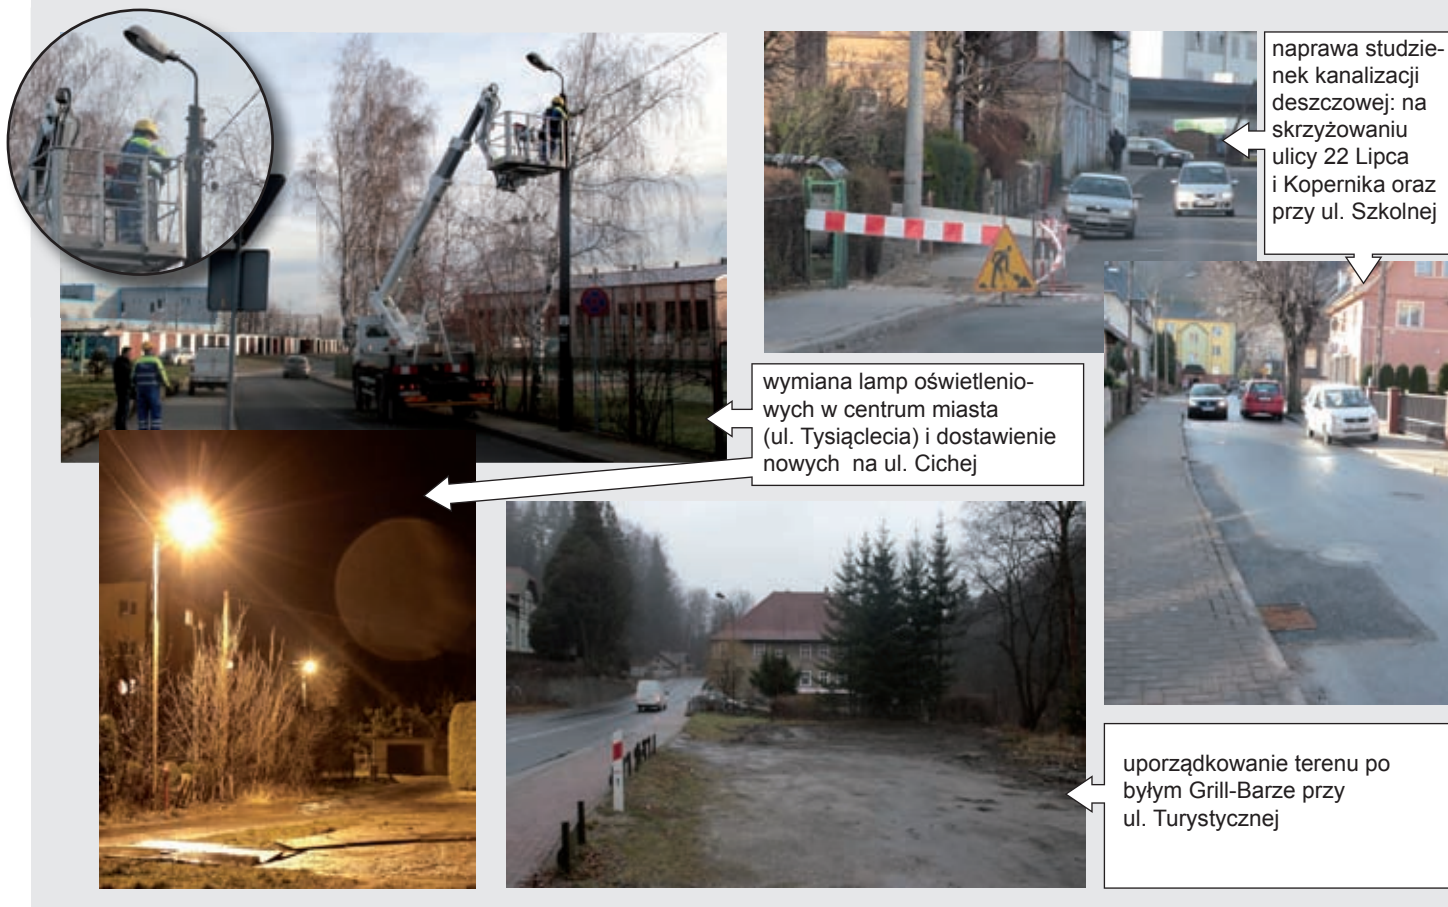 naprawa studzie-
nek kanalizacji
deszczowej: na
skrzyżowaniu
ulicy 22 Lipca
i Kopernika oraz
przy ul. Szkolnej
wymiana lamp oświetlenio-
wych w centrum miasta
(ul. Tysiąclecia) i dostawienie
nowych na ul. Cichej
uporządkowanie terenu po
byłym Grill-Barze przy
ul. Turystycznej